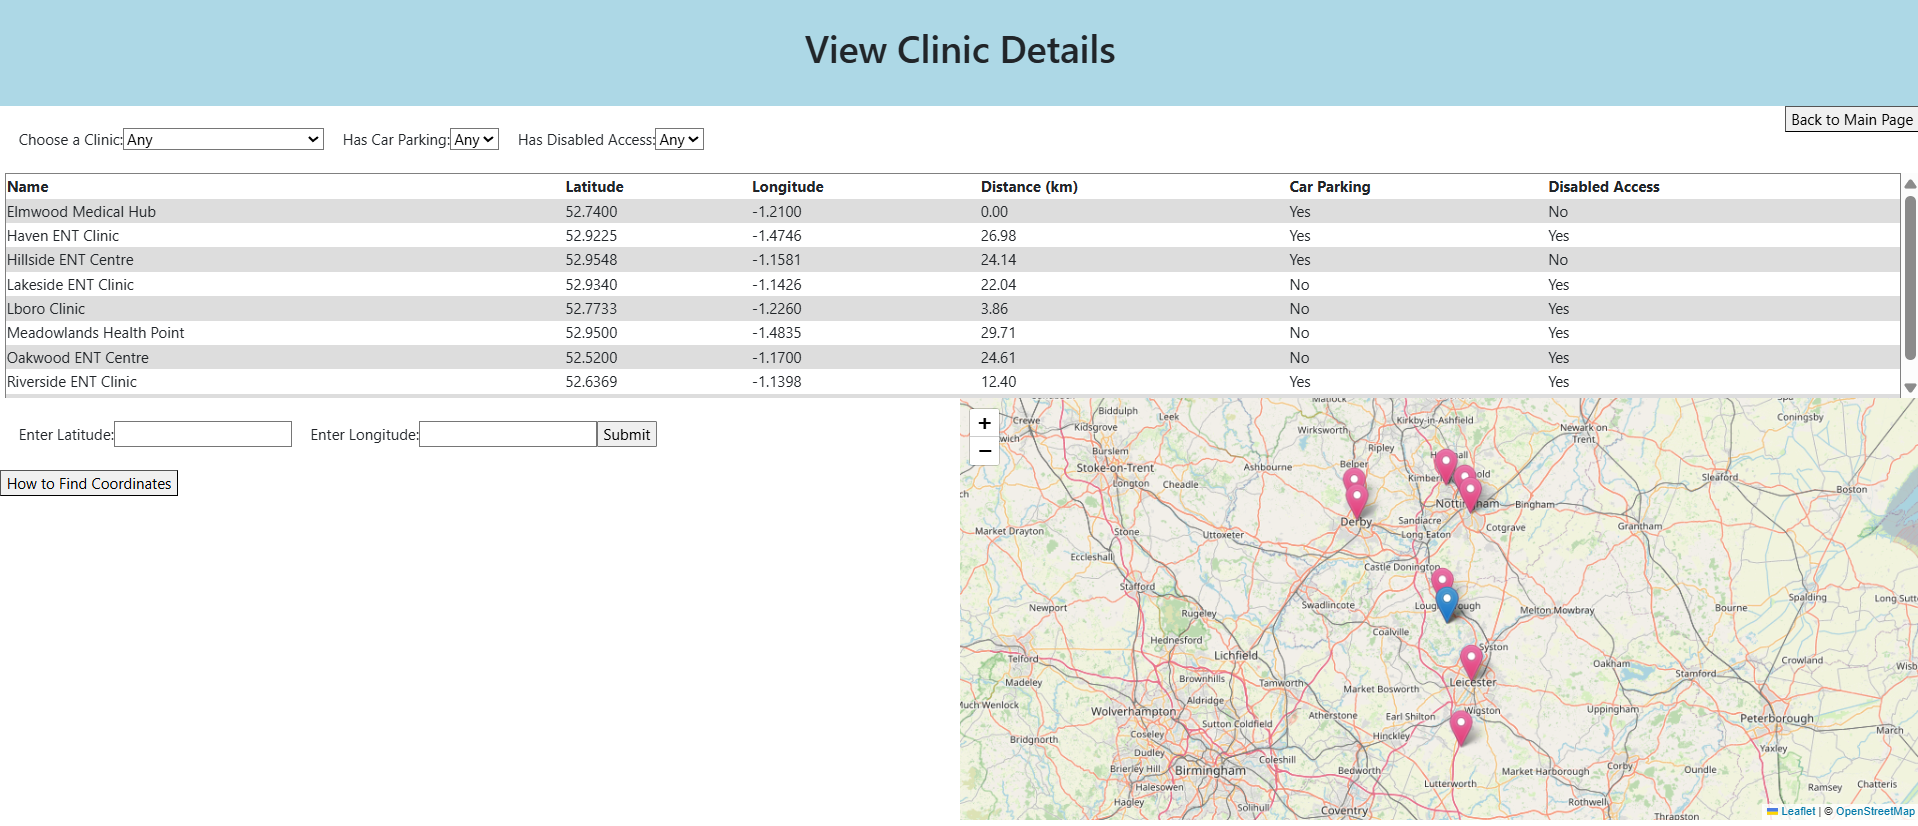 View Clinic Details
Back to Main Page
Choose a Clinic: Any Has Car Parking: Any Has Disabled Access: Any
Name Latitude Longitude Distance (km) Car Parking Disabled Access
Elmwood Medical Hub 52.7400 -1.2100 0.00 Yes No
Haven ENT Clinic 52.9225 -1.4746 26.98 Yes Yes
Hillside ENT Centre 52.9548 -1.1581 24.14 Yes No
Lakeside ENT Clinic 52.9340 -1.1426 22.04 No Yes
Lboro Clinic 52.7733 -1.2260 3.86 No Yes
Meadowlands Health Point 52.9500 -1.4835 29.71 No Yes
Oakwood ENT Centre 52.5200 -1.1700 24.61 No Yes
Riverside ENT Clinic 52.6369 -1.1398 12.40 Yes Yes
Enter Latitude: Enter Longitude: Submit
How to Find Coordinates
+
−
Matlock
Biddulph
Leek
Crewe
Kidsgrove
Wirksworth
Kirkby-in-Ashfield
Newark on
Trent
Coningsby
Burslem
Ripley
Stoke-on-Trent
Ashbourne
Belper
Longton
Cheadle
Sleaford
Boston
Nottingham
Bingham
Market Drayton
Stone
Uttoxeter
Derby
Sandiacre
Long Eaton
Cotgrave
Grantham
Eccleshall
Castle Donington
Stafford
Newport
Rugeley
Swadlincote
Melton Mowbray
Bourne
Spalding
Hednesford
Coalville
Lichfield
Syston
Telford
Oakham
Crowland
Stamford
Madeley
Brownhills
Tamworth
Market Bosworth
Leicester
Much Wenlock
Aldridge
Wolverhampton
Sutton Coldfield
Atherstone
Earl Shilton
Wigston
Uppingham
Peterborough
Bridgnorth
Coseley
Hinckley
March
Dudley
Coleshill
Yaxley
Brierley Hill
Birmingham
Bedworth
Market Harborough
Corby
Oundle
Halesowen
Lutterworth
Chatteris
Ramsey
Hagley
Solihull
Coventry
Rothwell
Thrapston
Leaflet | © OpenStreetMap